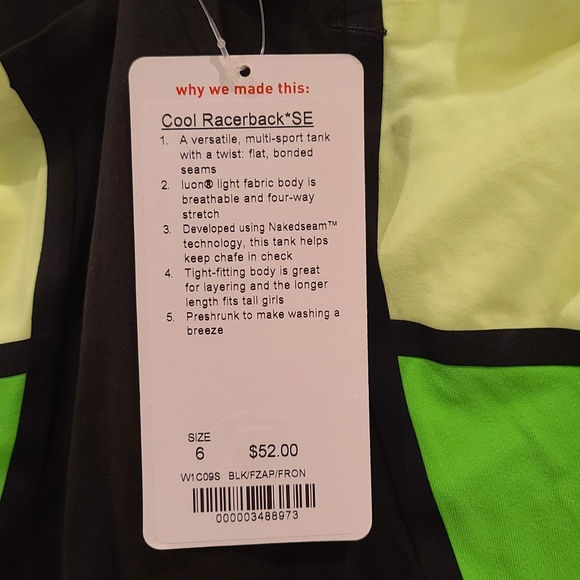 why we made this:
Cool Racerback*SE
1. A versatile, multi-sport tank
with a twist: flat, bonded
seams
2. luon® light fabric body is
breathable and four-way
stretch
3. Developed using Nakedseam™
technology, this tank helps
keep chafe in check
4. Tight-fitting body is great
for layering and the longer
length fits tall girls
5. Preshrunk to make washing a
breeze
SIZE
6 $52.00
W1C09S BLK/FZAP/FRON
000003488973